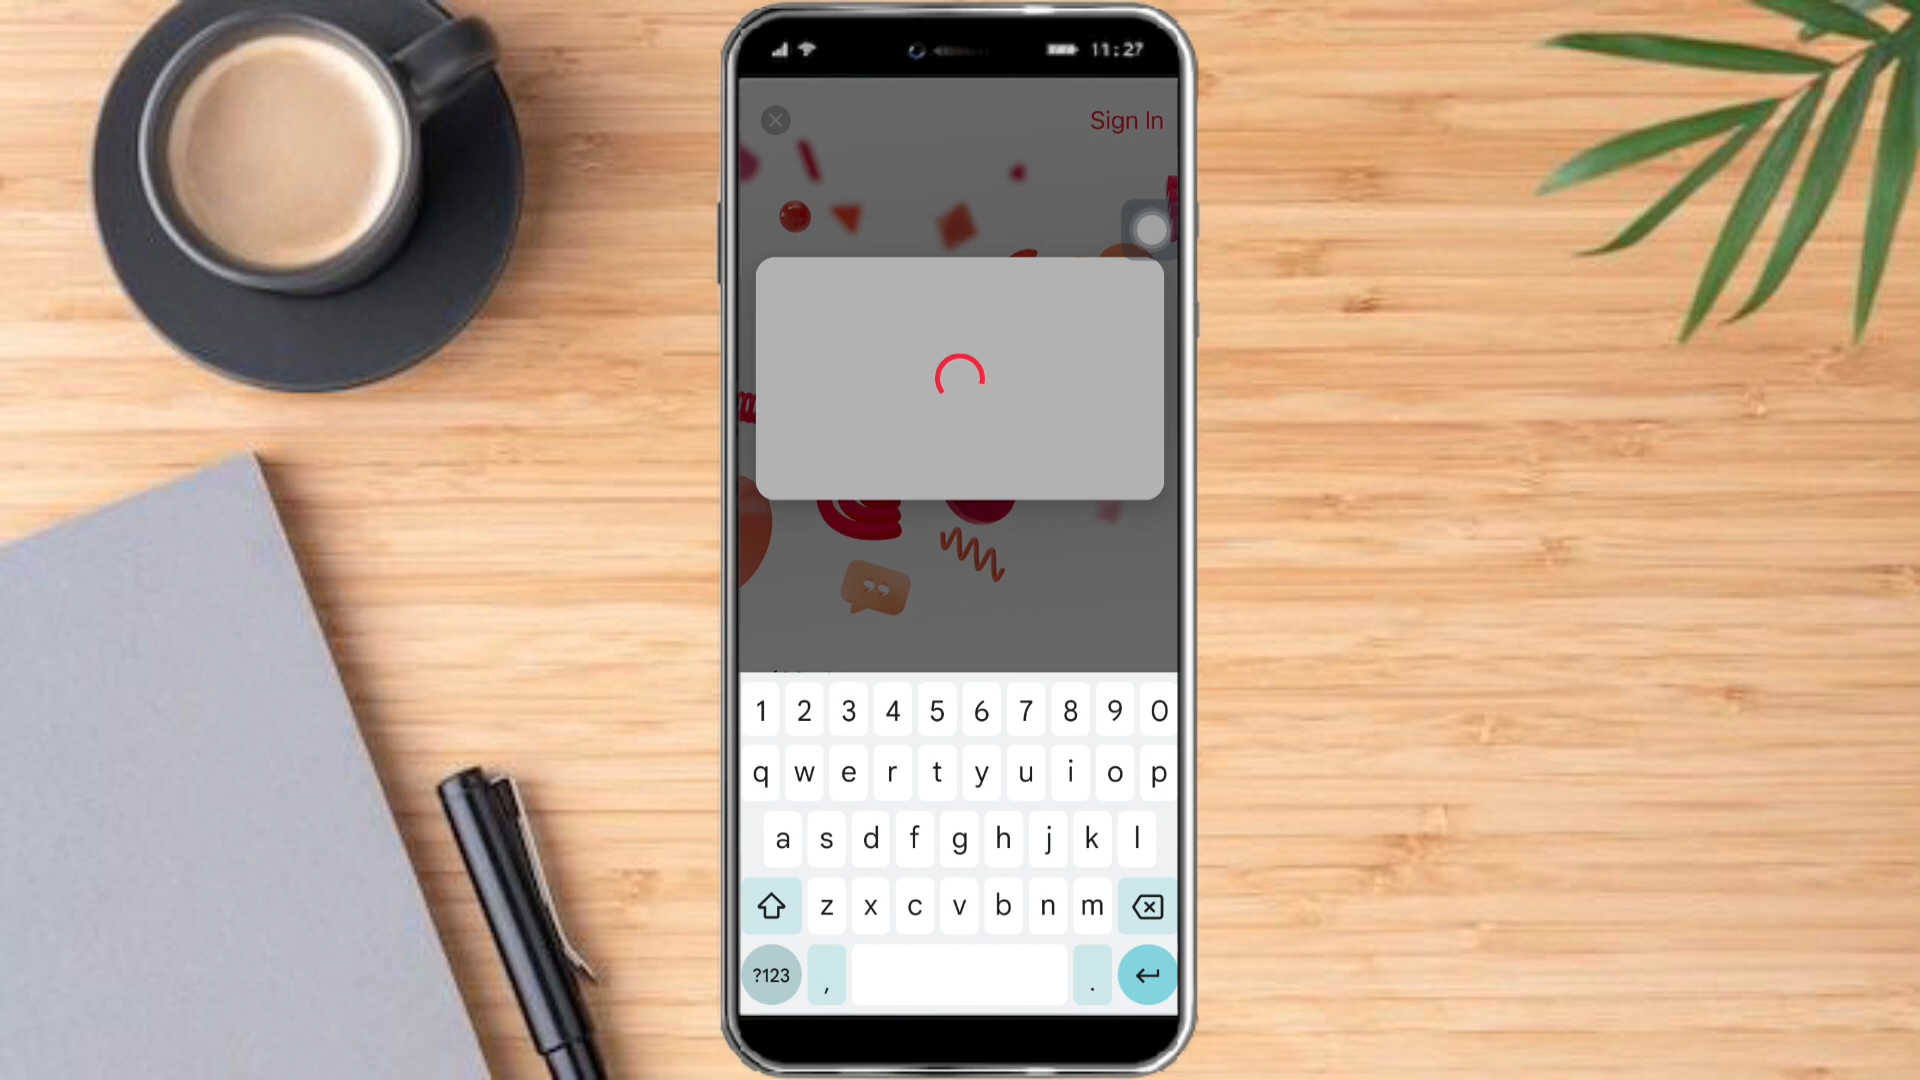 11:27
Sign In
1 2 3 4 5 6 7 8 9 0
q w e r t y u i o p
a s d f g h j k l
z x c v b n m
?123 , .